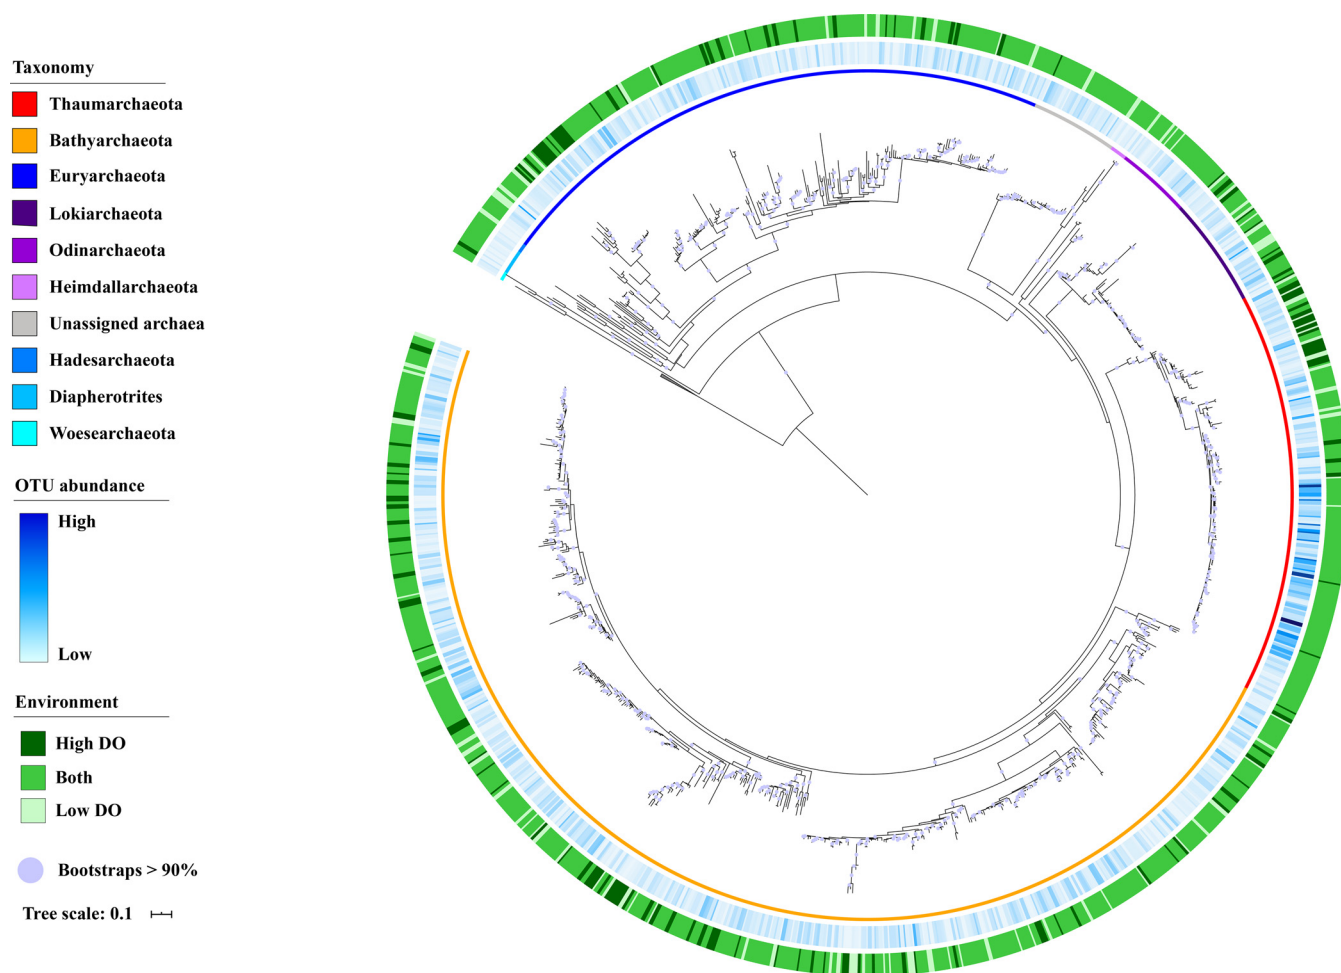 Taxonomy
Thaumarchaeota
Bathyarchaeota
Euryarchaeota
Lokiarchaeota
Odinarchaeota
Heimdallarchaeota
Unassigned archaea
Hadesarchaeota
Diapherotrites
Woesearchaeota
OTU abundance
High
Low
Environment
High DO
Both
Low DO
Bootstraps > 90%
Tree scale: 0.1